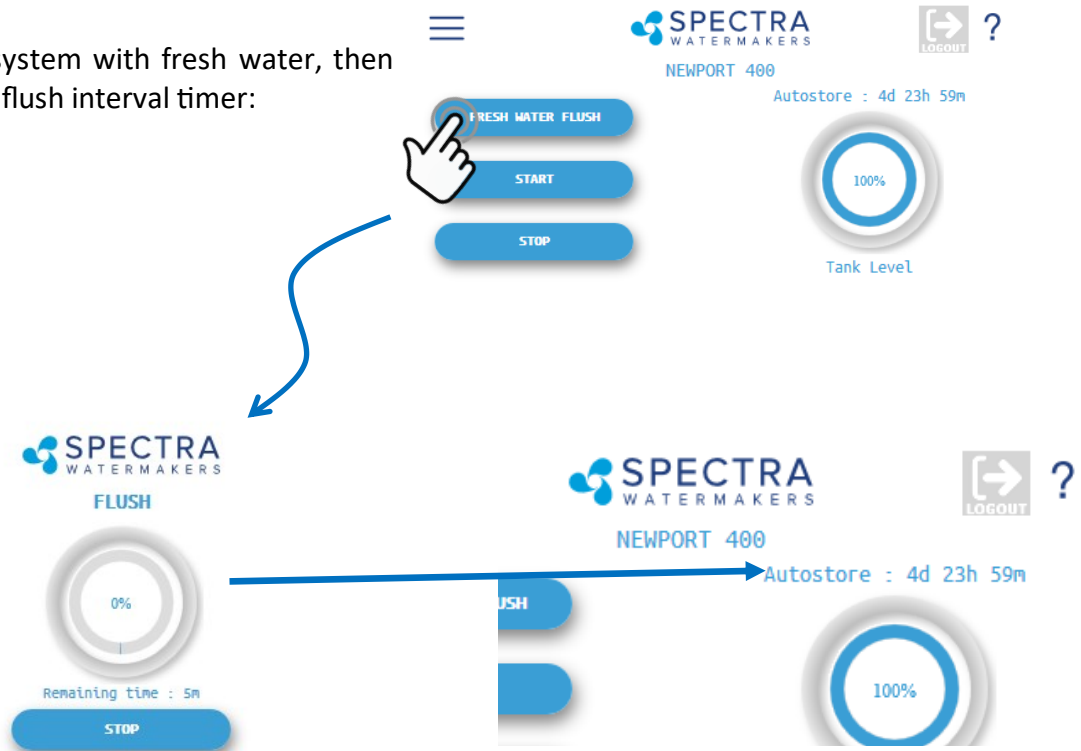 system with fresh water, then
flush interval timer:
SPECTRA
WATERMAKERS
LOGOUT
?
NEWPORT 400
Autostore : 4d 23h 59m
FRESH WATER FLUSH
START
100%
STOP
Tank Level
SPECTRA
WATERMAKERS
FLUSH
0%
Remaining time : 5m
STOP
SPECTRA
WATERMAKERS
LOGOUT
?
NEWPORT 400
Autostore : 4d 23h 59m
USH
100%